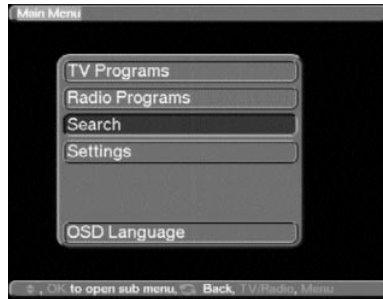 Main Menu
TV Programs
Radio Programs
Search
Settings
OSD Language
, OK to open sub menu, Back, TV/Radio, Menu